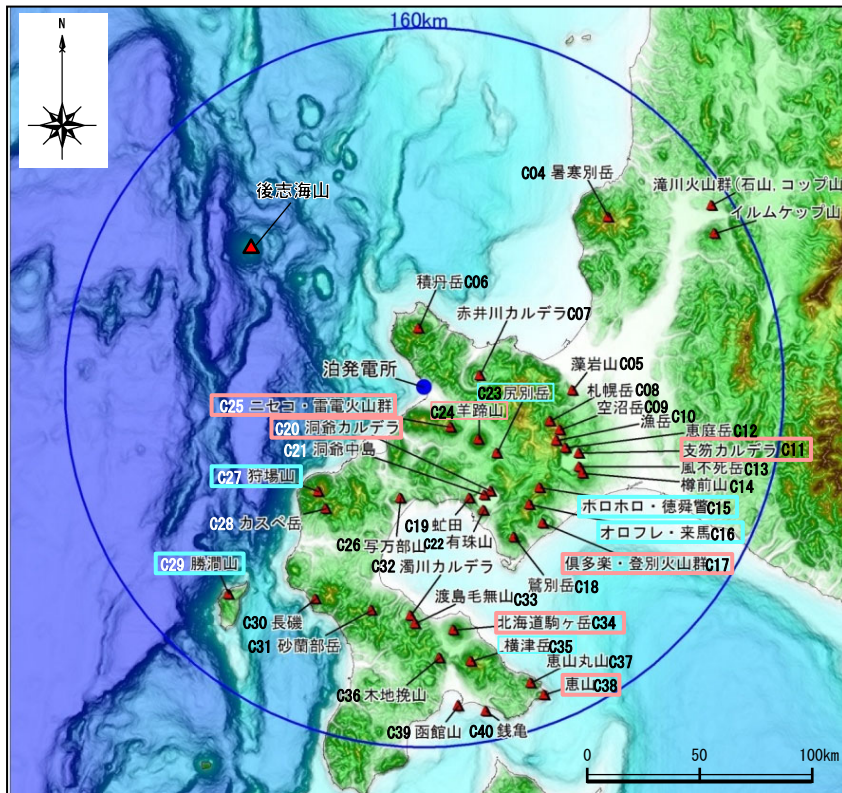 160km
N
C04 暑寒別岳
滝川火山群(石山,コップ山
イルムケップ山
後志海山
積丹岳C06
赤井川カルデラC07
泊発電所
藻岩山C05
C23尻別岳
札幌岳C08
C25 ニセコ・雷電火山群
C24羊蹄山
空沼岳C09
漁岳C10
C20 洞爺カルデラ
恵庭岳C12
C21 洞爺中島
支笏カルデラC11
風不死岳C13
C27 狩場山
樽前山C14
C28 カスベ岳
C19 虻田
ホロホロ・徳舜瞥C15
C26 写万部山
C22有珠山
オロフレ・来馬C16
C32 濁川カルデラ
C29 勝澗山
倶多楽・登別火山群C17
鷲別岳C18
渡島毛無山C33
C30 長磯
北海道駒ヶ岳C34
C31 砂蘭部岳
横津岳C35
恵山丸山C37
C36 木地挽山
恵山C38
C39 函館山
C40 銭亀
0 50 100km